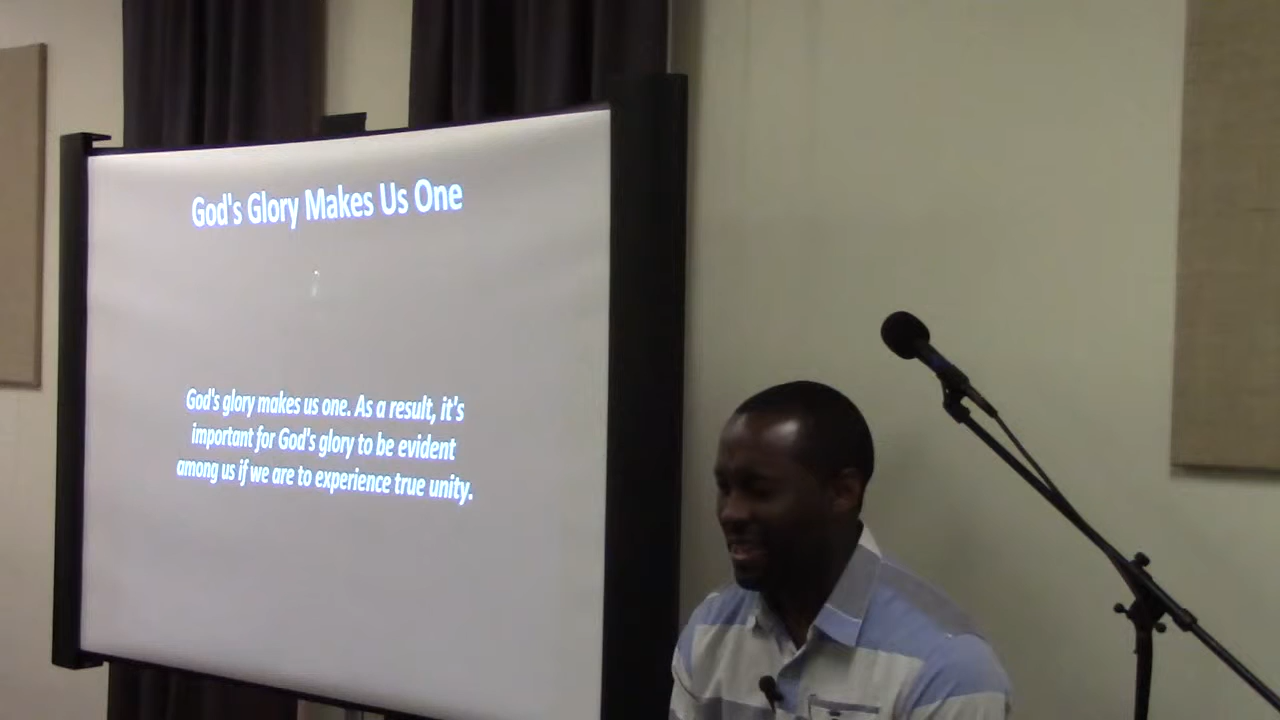 God's Glory Makes Us One
God's glory makes us one. As a result, it's
important for God's glory to be evident
among us if we are to experience true unity.